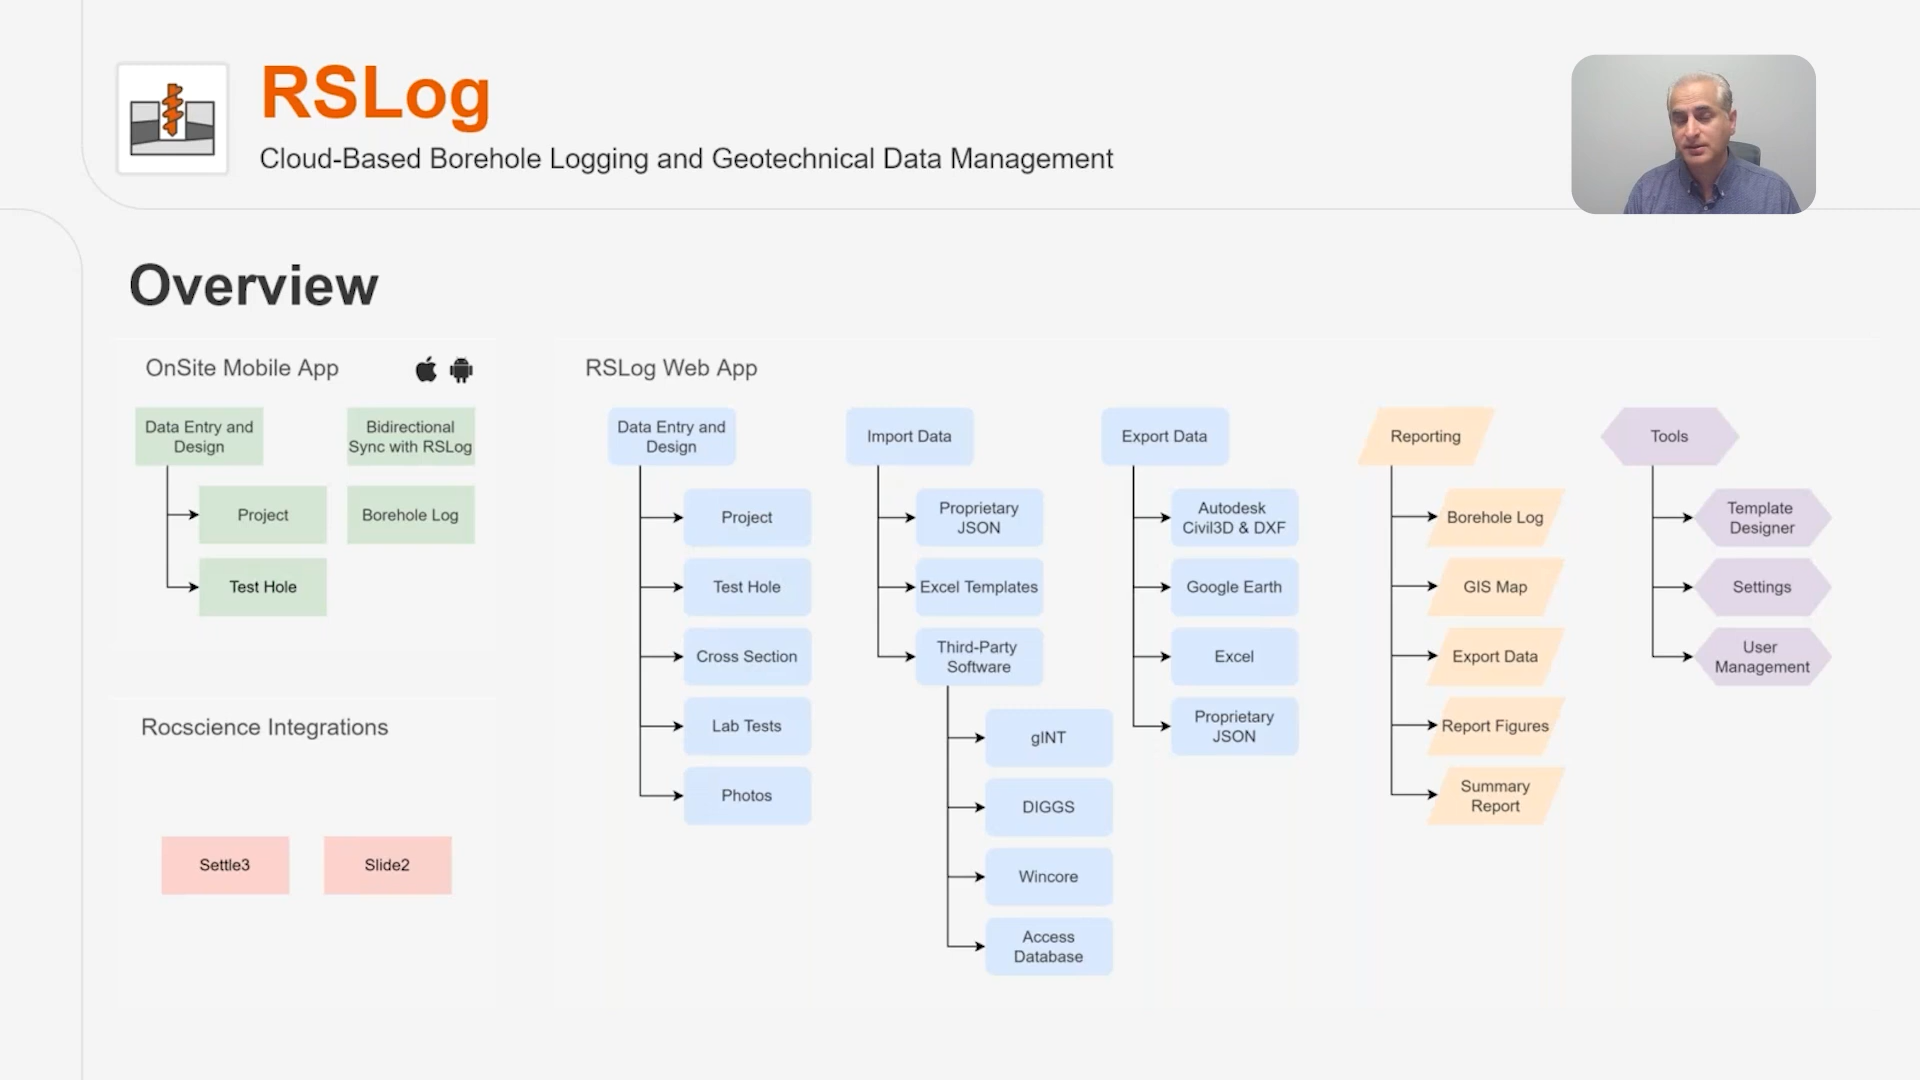 RSLog
Cloud-Based Borehole Logging and Geotechnical Data Management
Overview
OnSite Mobile App
Data Entry and
Design
Bidirectional
Sync with RSLog
Project
Borehole Log
Test Hole
Rocscience Integrations
Settle3
Slide2
RSLog Web App
Data Entry and
Design
Project
Test Hole
Cross Section
Lab Tests
Photos
Import Data
Proprietary
JSON
Excel Templates
Third-Party
Software
gINT
DIGGS
Wincore
Access
Database
Export Data
Autodesk
Civil3D & DXF
Google Earth
Excel
Proprietary
JSON
Reporting
Borehole Log
GIS Map
Export Data
Report Figures
Summary
Report
Tools
Template
Designer
Settings
User
Management